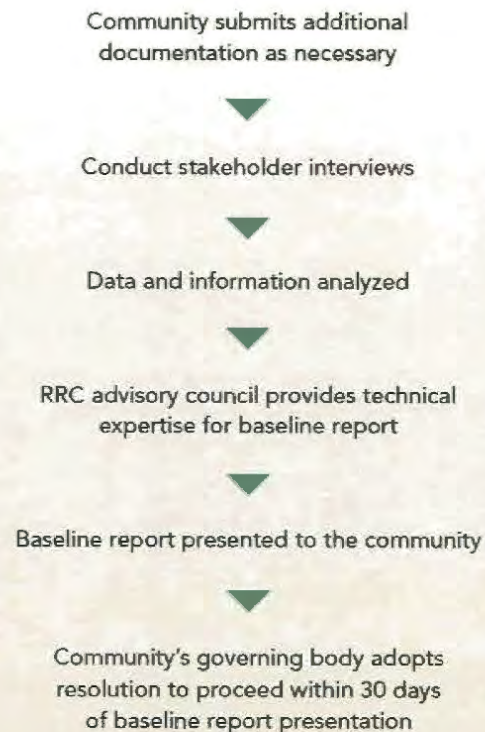 Community submits additional
documentation as necessary
Conduct stakeholder interviews
Data and information analyzed
RRC advisory council provides technical
expertise for baseline report
Baseline report presented to the community
Community's governing body adopts
resolution to proceed within 30 days
of baseline report presentation